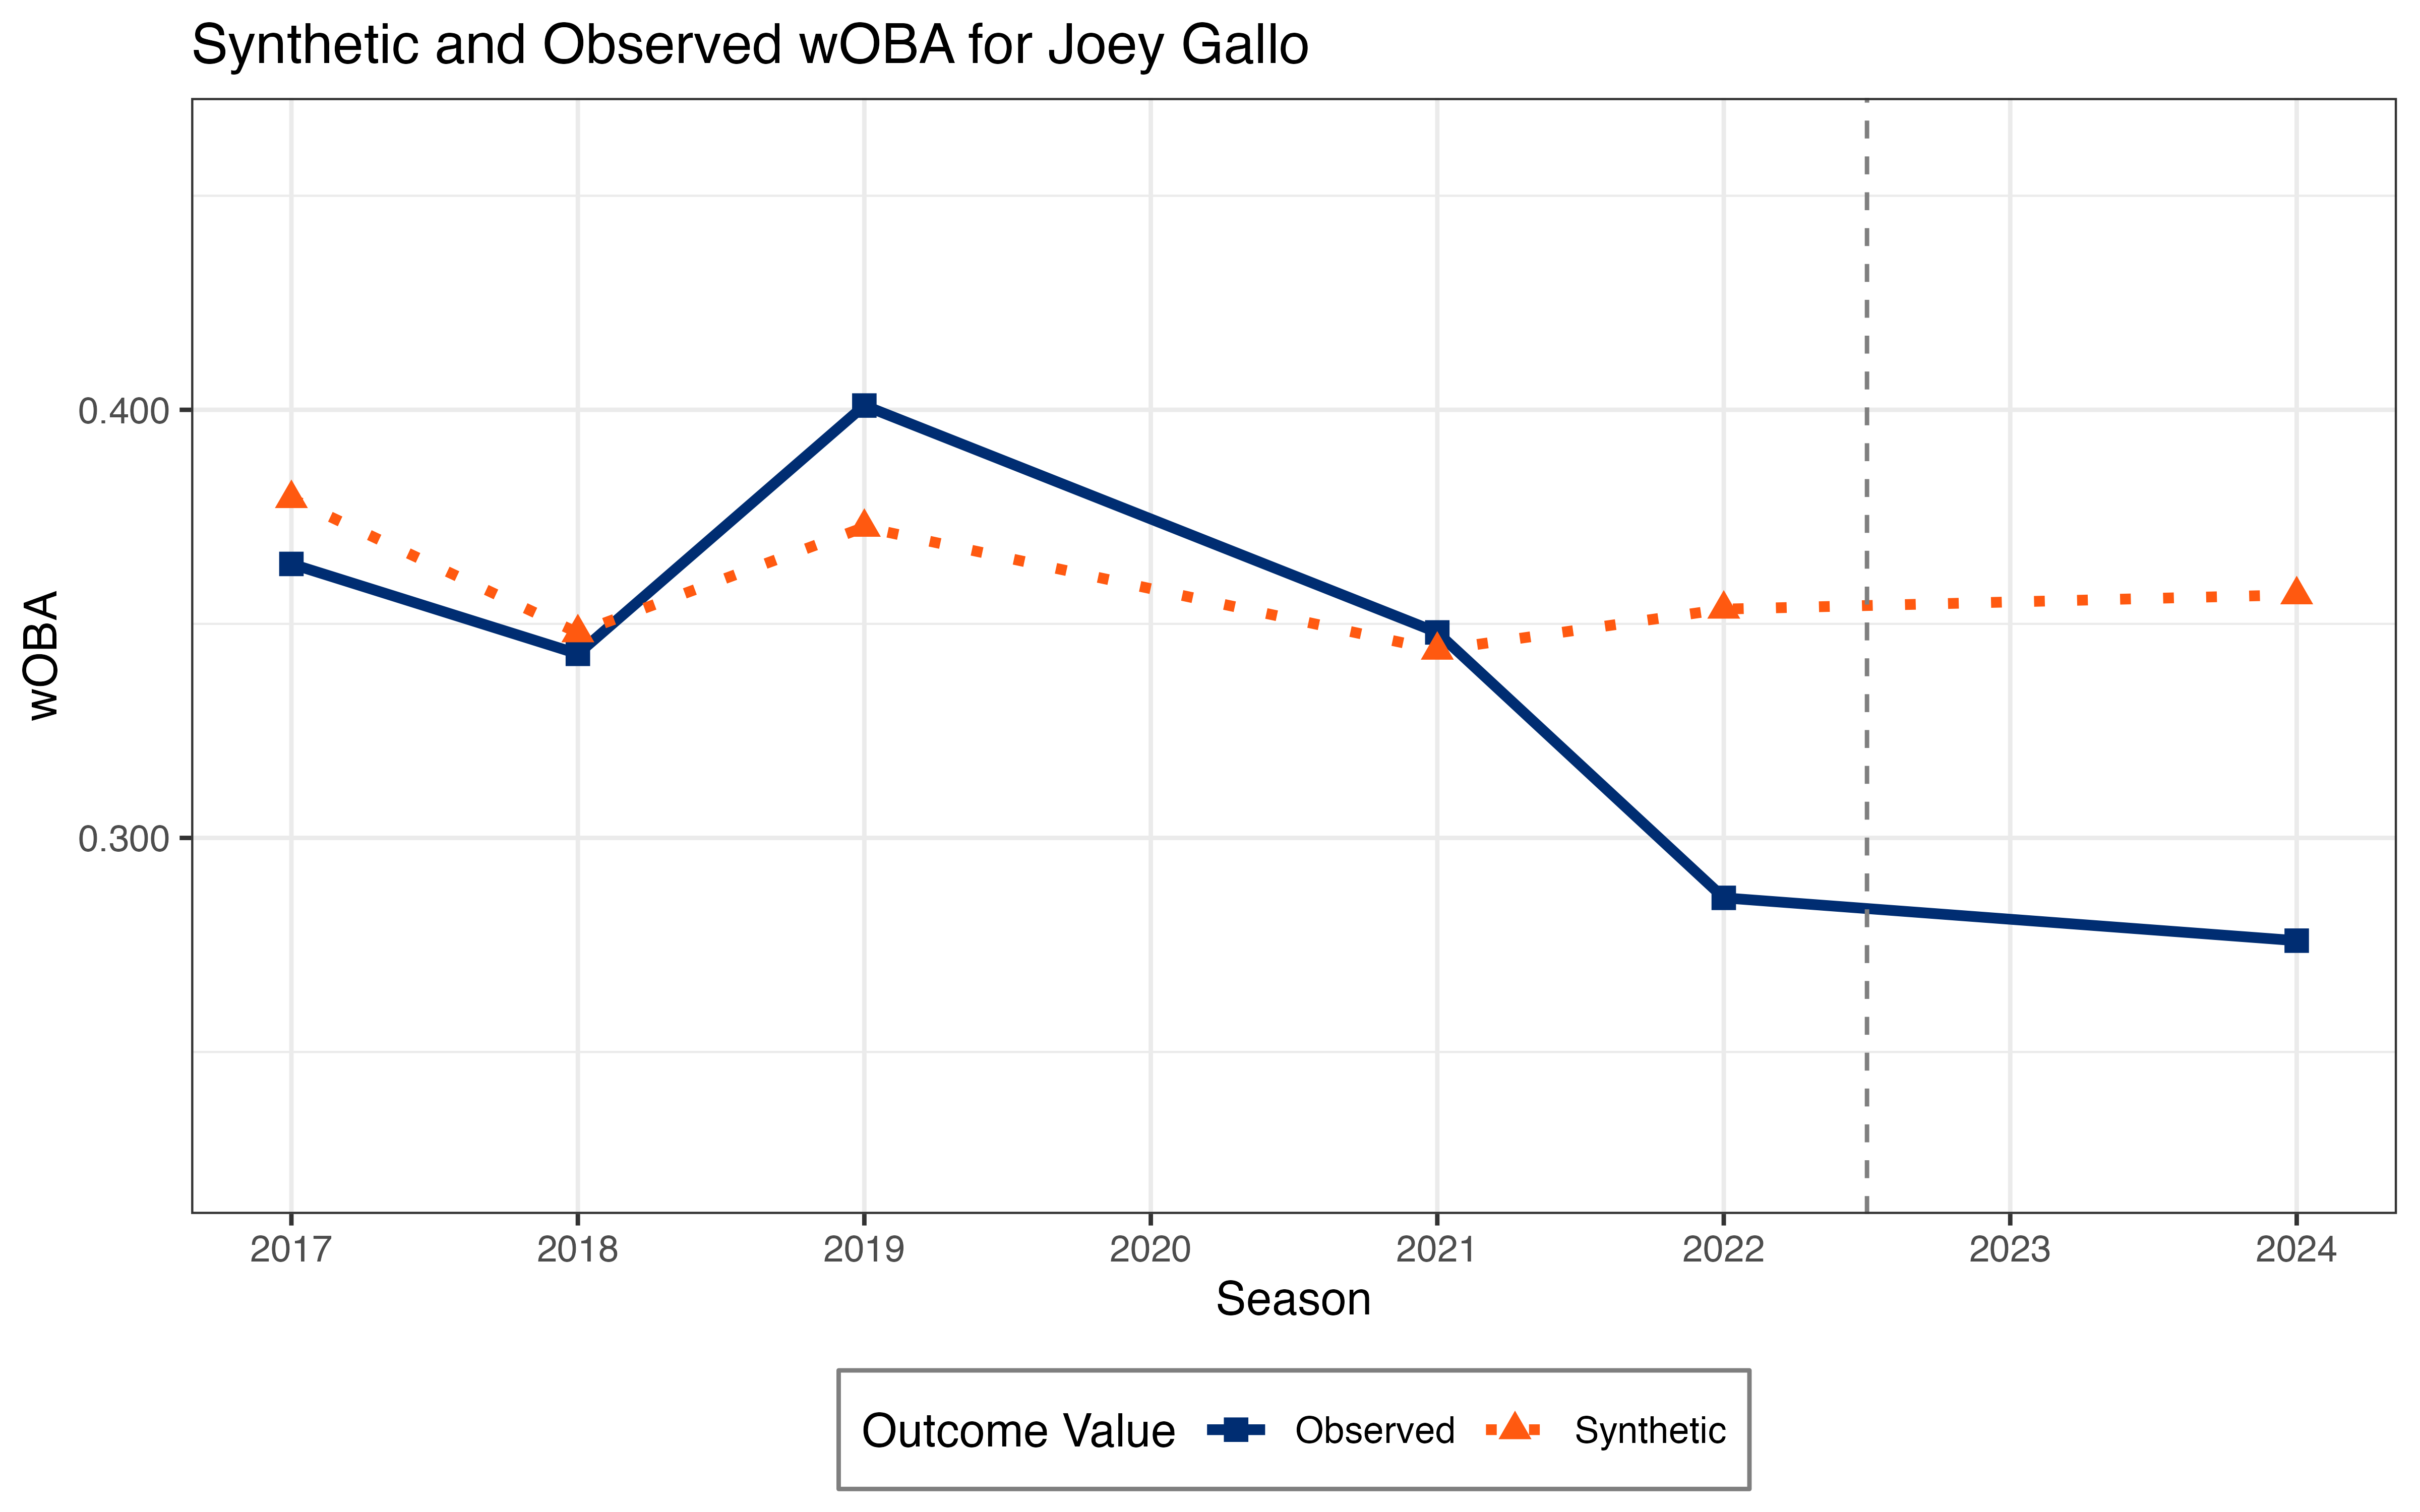 Synthetic and Observed wOBA for Joey Gallo
wOBA
0.400
0.300
2017 2018 2019 2020 2021 2022 2023 2024
Season
Outcome Value Observed Synthetic